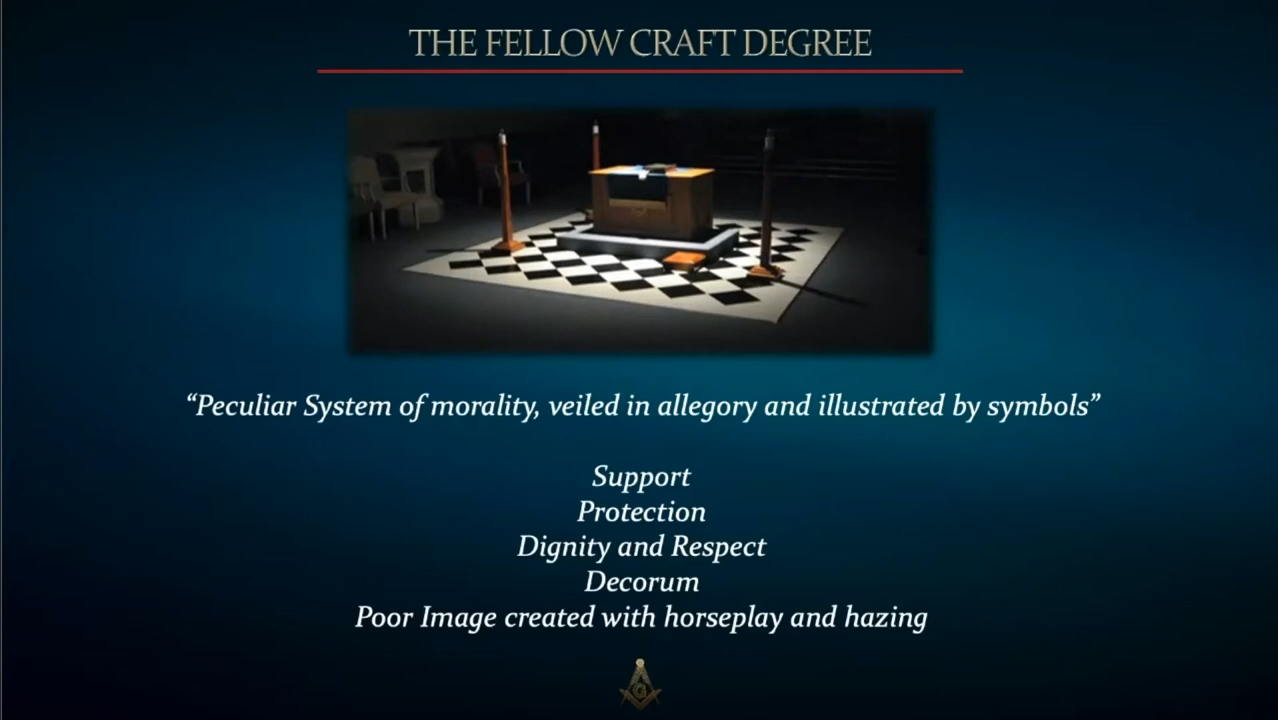 THE FELLOW CRAFT DEGREE
“Peculiar System of morality, veiled in allegory and illustrated by symbols”
Support
Protection
Dignity and Respect
Decorum
Poor Image created with horseplay and hazing
G